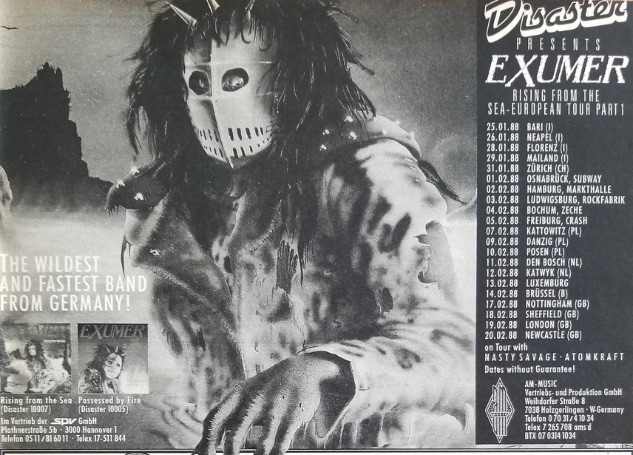 Disaster
PRESENTS
EXUMER
RISING FROM THE
SEA-EUROPEAN TOUR PART 1
25.01.88 BARI (I)
26.01.88 NEAPEL (I)
28.01.88 FLORENZ (I)
29.01.88 MAILAND (I)
31.01.88 ZÜRICH (CH)
01.02.88 OSNABRÜCK, SUBWAY
02.02.88 HAMBURG, MARKTHALLE
03.02.88 LUDWIGSBURG, ROCKFABRIK
04.02.88 BOCHUM, ZECHE
05.02.88 FREIBURG, CRASH
07.02.88 KATTOWITZ (PL)
09.02.88 DANZIG (PL)
10.02.88 POSEN (PL)
11.02.88 DEN BOSCH (NL)
12.02.88 KATWYK (NL)
13.02.88 LUXEMBURG
14.02.88 BRÜSSEL (B)
17.02.88 NOTTINGHAM (GB)
18.02.88 SHEFFIELD (GB)
19.02.88 LONDON (GB)
20.02.88 NEWCASTLE (GB)
on Tour with
NASTY SAVAGE · ATOMKRAFT
Dates without Guarantee!
AM-MUSIC
Vertriebs- und Produktion GmbH
Weihdorfer Straße 8
7038 Holzgerlingen · W-Germany
Telefon 0 70 31/4 10 34
Telex 7 265 708 ams d
BTX 07 0314 1034
THE WILDEST
AND FASTEST BAND
FROM GERMANY!
EXUMER
Rising from the Sea
(Disaster 10007)
Possessed by Fire
(Disaster 10005)
Im Vertrieb der SPV GmbH
Plathnerstraße 5b · 3000 Hannover 1
Telefon 05 11/81 60 11 · Telex 17-511 844